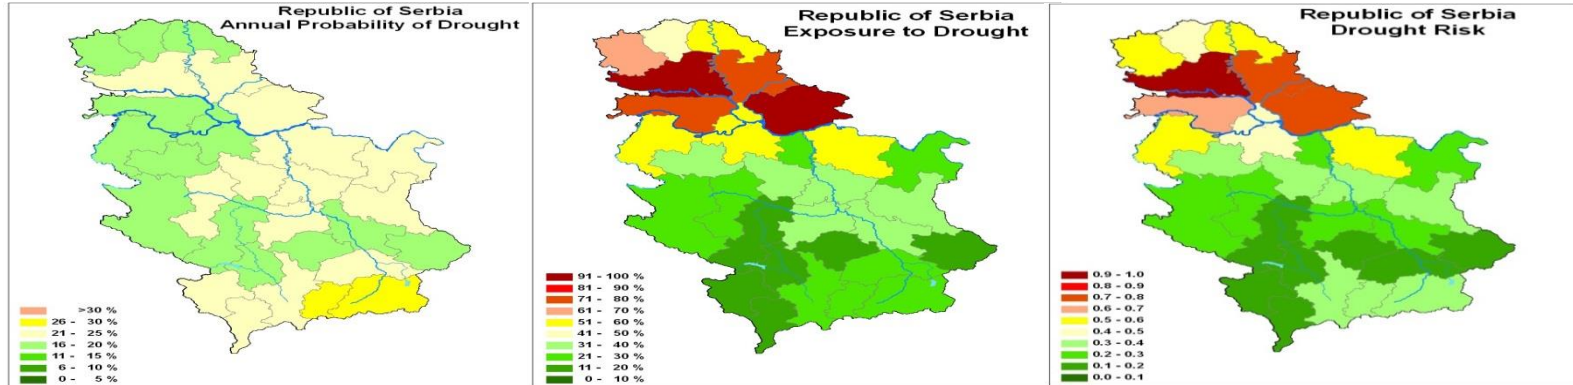 Republic of Serbia
Annual Probability of Drought
>30 %
26 - 30 %
21 - 25 %
16 - 20 %
11 - 15 %
6 - 10 %
0 - 5 %
Republic of Serbia
Exposure to Drought
91 - 100 %
81 - 90 %
71 - 80 %
61 - 70 %
51 - 60 %
41 - 50 %
31 - 40 %
21 - 30 %
11 - 20 %
0 - 10 %
Republic of Serbia
Drought Risk
0.9 - 1.0
0.8 - 0.9
0.7 - 0.8
0.6 - 0.7
0.5 - 0.6
0.4 - 0.5
0.3 - 0.4
0.2 - 0.3
0.1 - 0.2
0.0 - 0.1